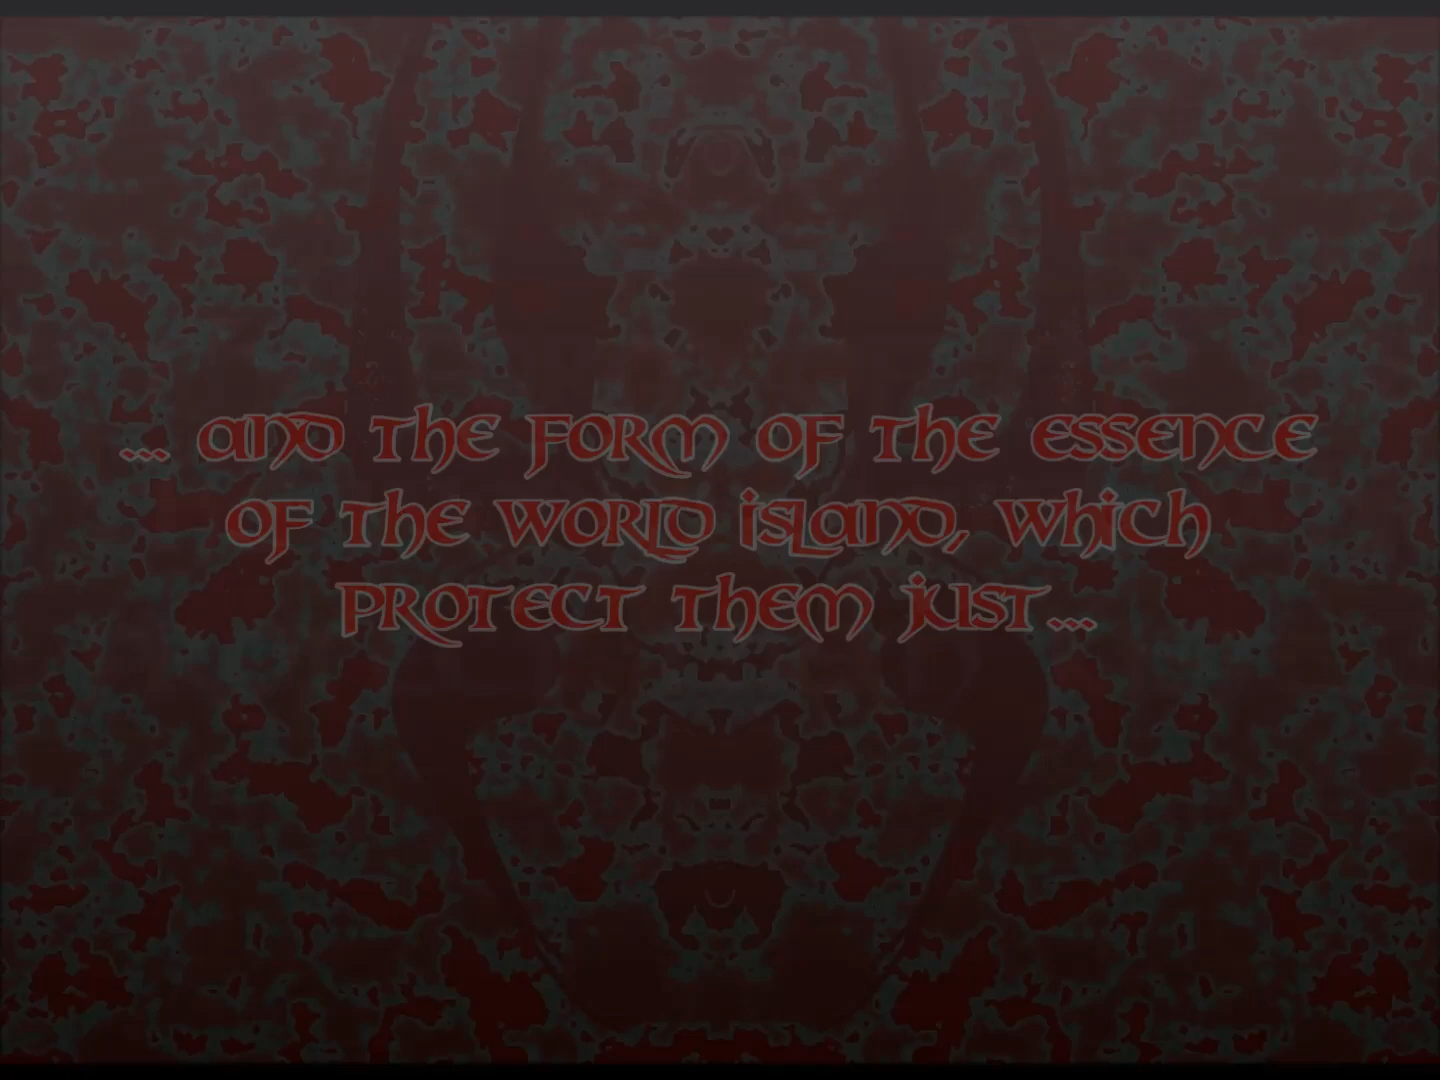 ... and the form of the essence
of the world island, which
protect them just...